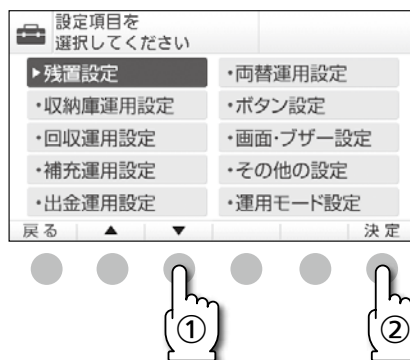 設定項目を
選択してください
▶残置設定
・収納庫運用設定
・回収運用設定
・補充運用設定
・出金運用設定
・両替運用設定
・ボタン設定
・画面・ブザー設定
・その他の設定
・運用モード設定
戻る ▲ ▼ 決定
① ②